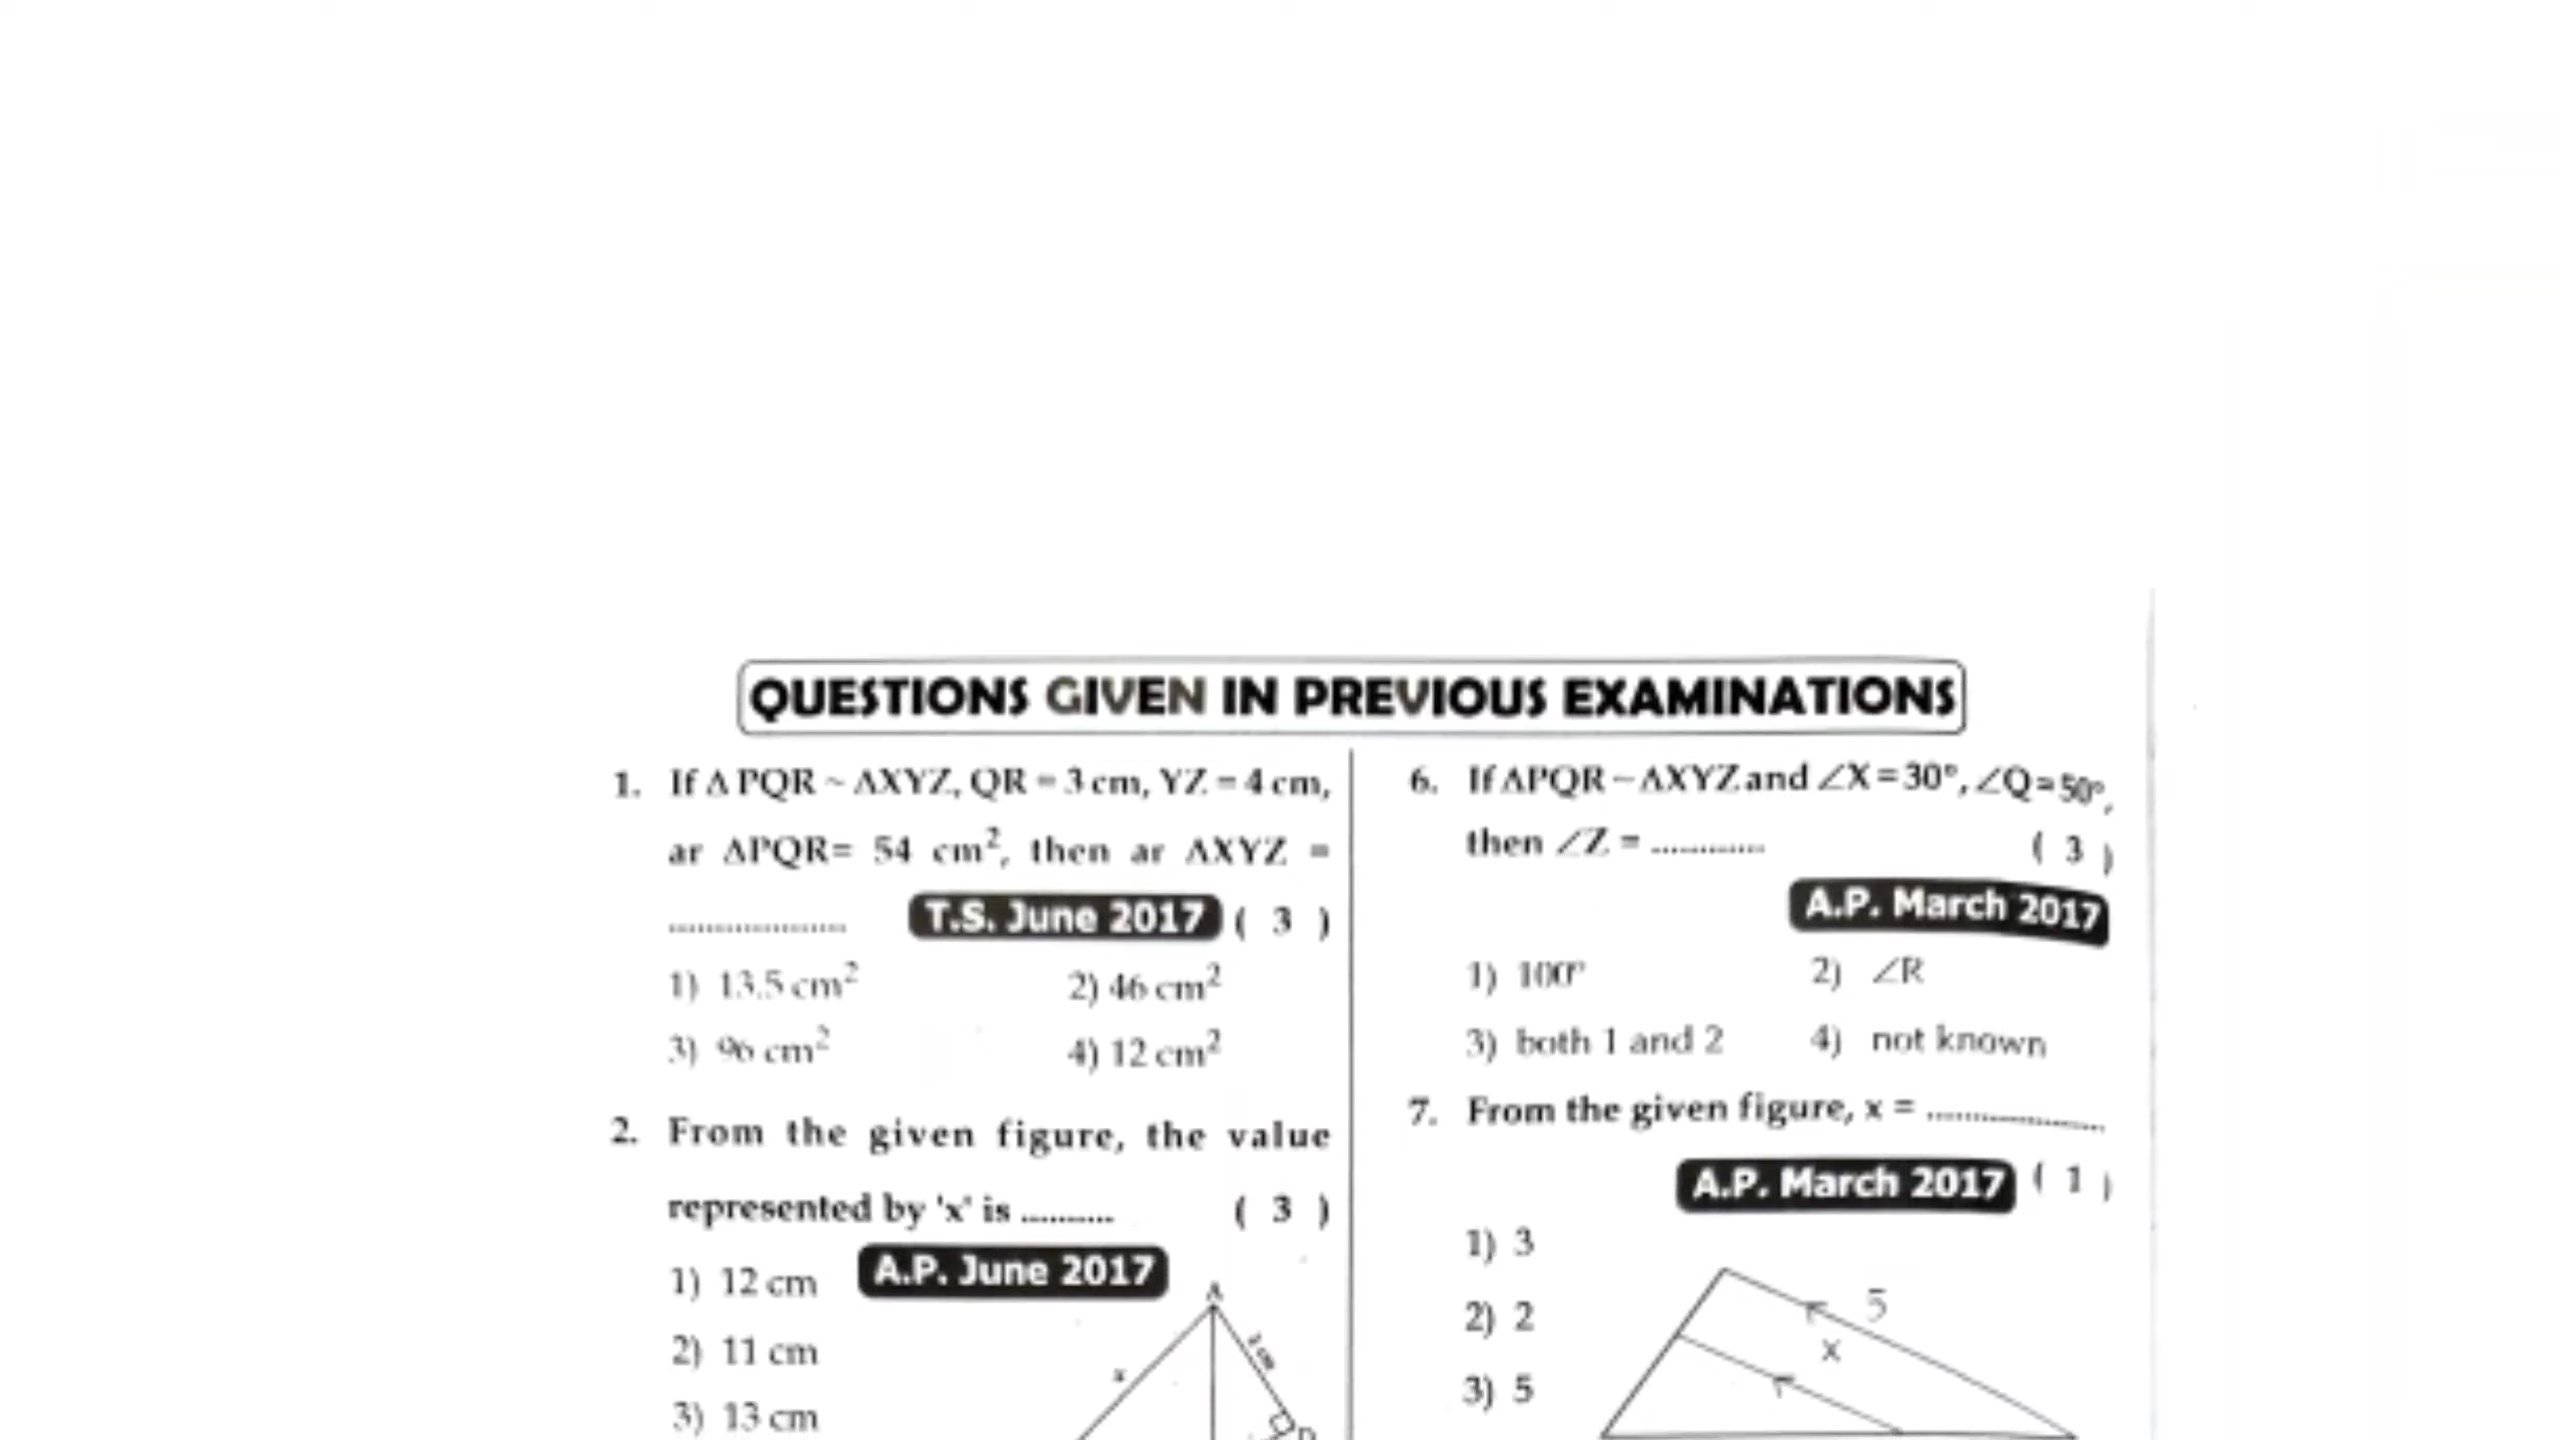 QUESTIONS GIVEN IN PREVIOUS EXAMINATIONS
1. If Δ PQR ~ ΔXYZ, QR = 3 cm, YZ = 4 cm,
ar ΔPQR= 54 cm², then ar ΔXYZ =
.................... T.S. June 2017 ( 3 )
1) 13.5 cm² 2) 46 cm²
3) 96 cm² 4) 12 cm²
2. From the given figure, the value
represented by 'x' is ........... ( 3 )
A.P. June 2017
1) 12 cm
2) 11 cm
3) 13 cm
A
x
2 cm
D
6. If ΔPQR ~ ΔXYZ and ∠X = 30°, ∠Q = 50°,
then ∠Z = ............. ( 3 )
A.P. March 2017
1) 100° 2) ∠R
3) both 1 and 2 4) not known
7. From the given figure, x = ....................
A.P. March 2017 ( 1 )
1) 3
2) 2
3) 5
5
x